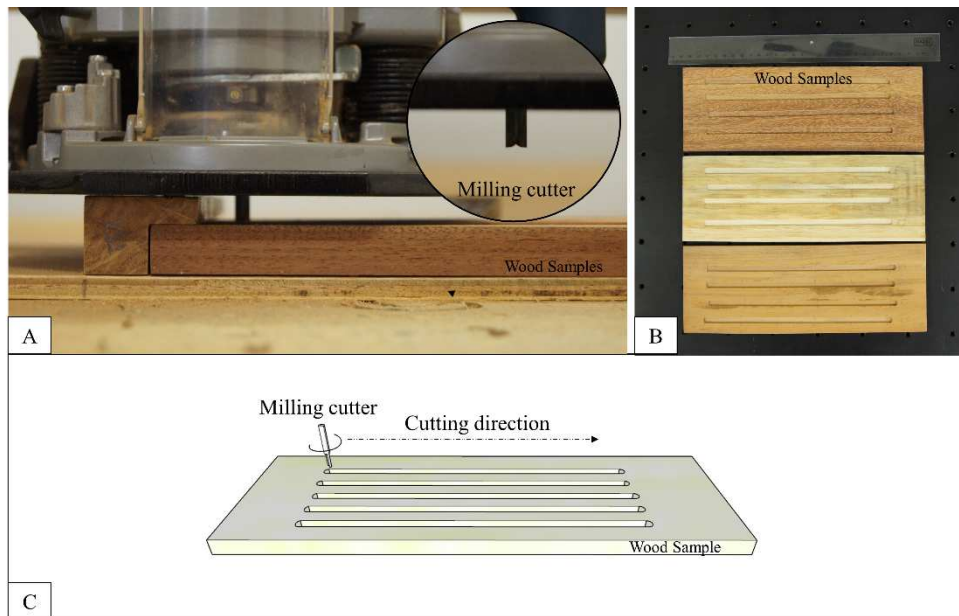 Milling cutter
Wood Samples
A
Wood Samples
B
Milling cutter
Cutting direction
Wood Sample
C